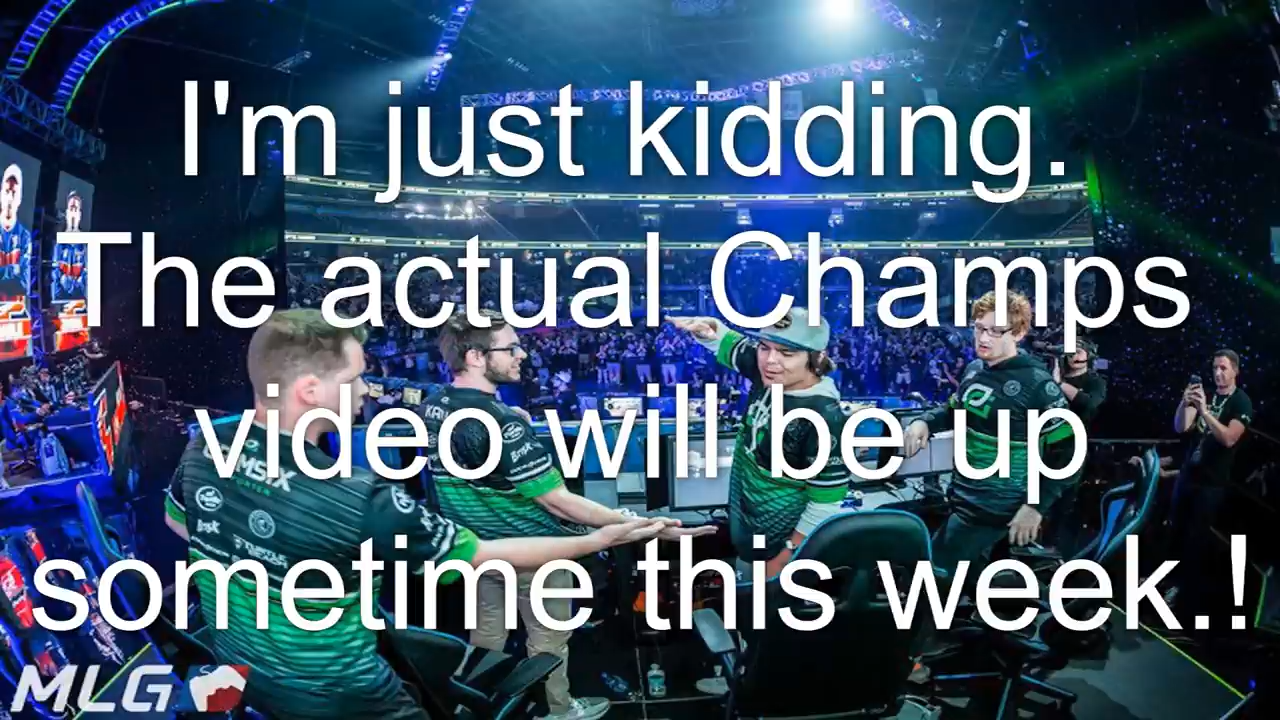 I'm just kidding.
The actual Champs
video will be up
sometime this week.!
MLG